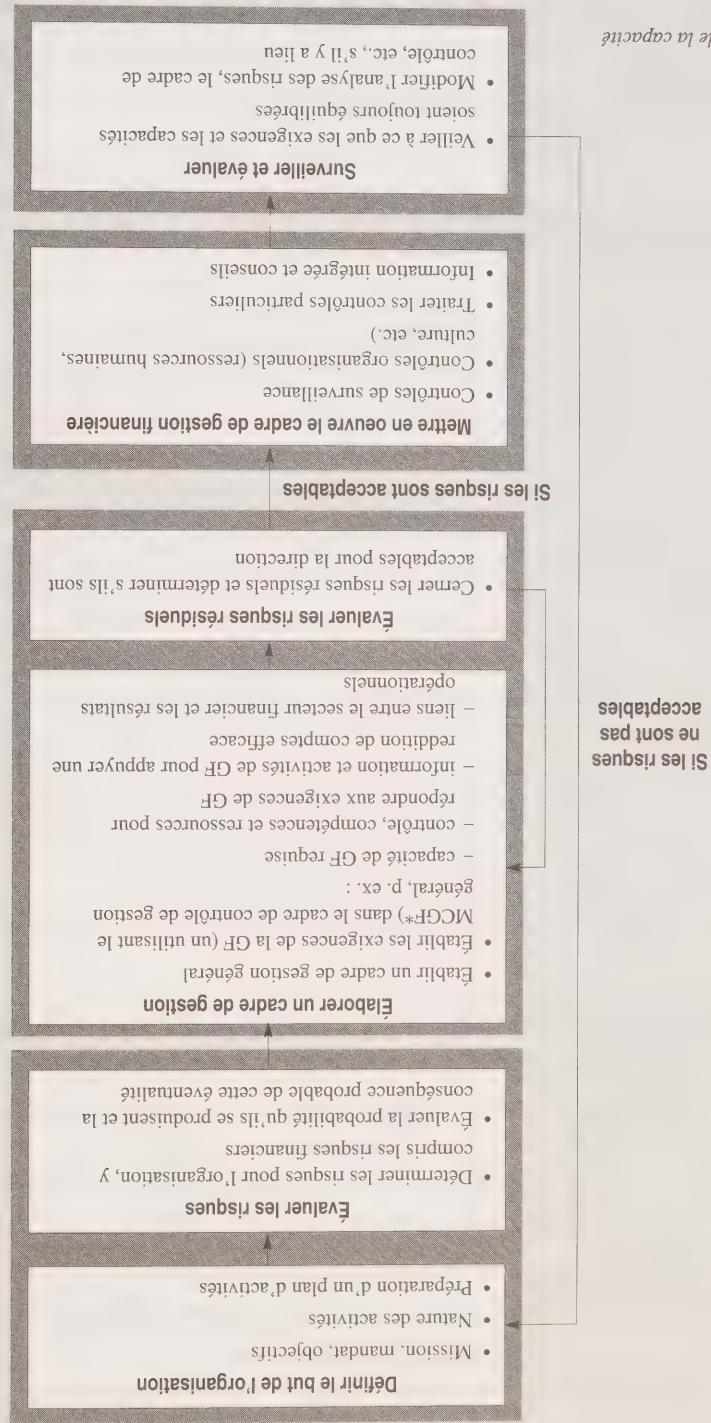 Définir le but de l'organisation
• Mission. mandat, objectifs
• Nature des activités
• Préparation d'un plan d'activités
Évaluer les risques
• Déterminer les risques pour l'organisation, y
compris les risques financiers
• Évaluer la probabilité qu'ils se produisent et la
conséquence probable de cette éventualité
Élaborer un cadre de gestion
• Établir un cadre de gestion général
• Établir les exigences de la GF (un utilisant le
MCGF*) dans le cadre de contrôle de gestion
général, p. ex. :
– capacité de GF requise
– contrôle, compétences et ressources pour
répondre aux exigences de GF
– information et activités de GF pour appuyer une
reddition de comptes efficace
– liens entre le secteur financier et les résultats
opérationnels
Si les risques
ne sont pas
acceptables
Évaluer les risques résiduels
• Cerner les risques résiduels et déterminer s'ils sont
acceptables pour la direction
Si les risques sont acceptables
Mettre en oeuvre le cadre de gestion financière
• Contrôles de surveillance
• Contrôles organisationnels (ressources humaines,
culture, etc.)
• Traiter les contrôles particuliers
• Information intégrée et conseils
Surveiller et évaluer
• Veiller à ce que les exigences et les capacités
soient toujours équilibrées
• Modifier l'analyse des risques, le cadre de
contrôle, etc.., s'il y a lieu
la capacité